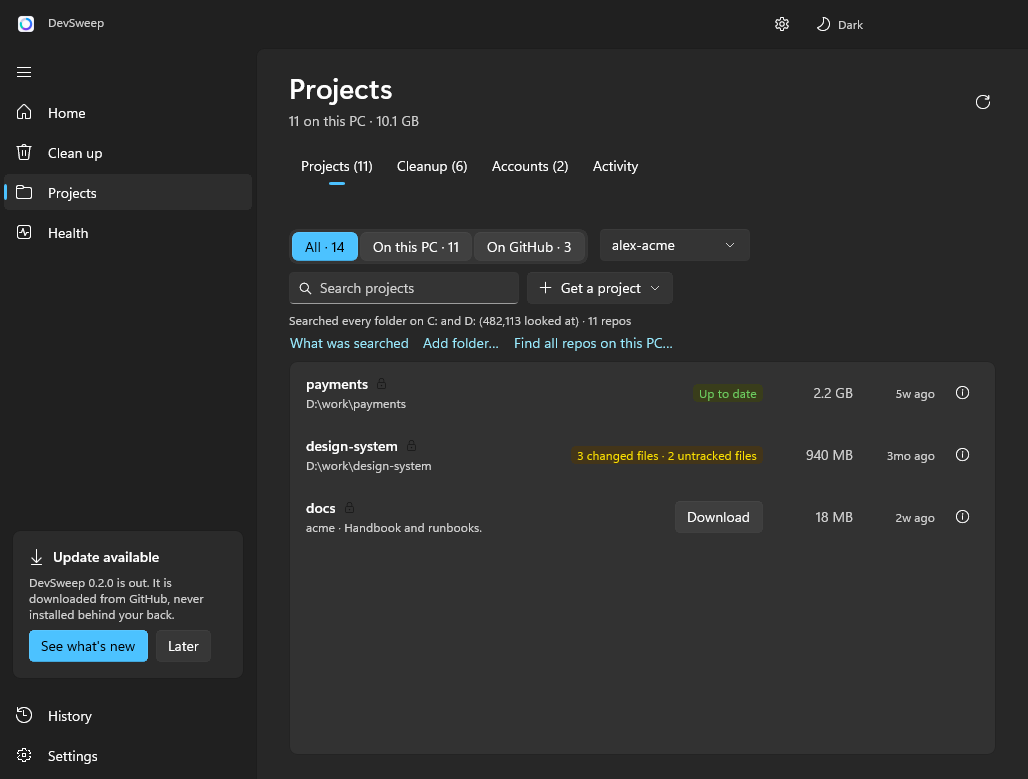 DevSweep
Dark
Home
Clean up
Projects
Health
Projects
11 on this PC · 10.1 GB
Projects (11) Cleanup (6) Accounts (2) Activity
All · 14 On this PC · 11 On GitHub · 3 alex-acme
Search projects Get a project
Searched every folder on C: and D: (482,113 looked at) · 11 repos
What was searched Add folder... Find all repos on this PC...
payments Up to date 2.2 GB 5w ago
D:\work\payments
design-system 3 changed files · 2 untracked files 940 MB 3mo ago
D:\work\design-system
docs Download 18 MB 2w ago
acme · Handbook and runbooks.
Update available
DevSweep 0.2.0 is out. It is
downloaded from GitHub, never
installed behind your back.
See what's new Later
History
Settings